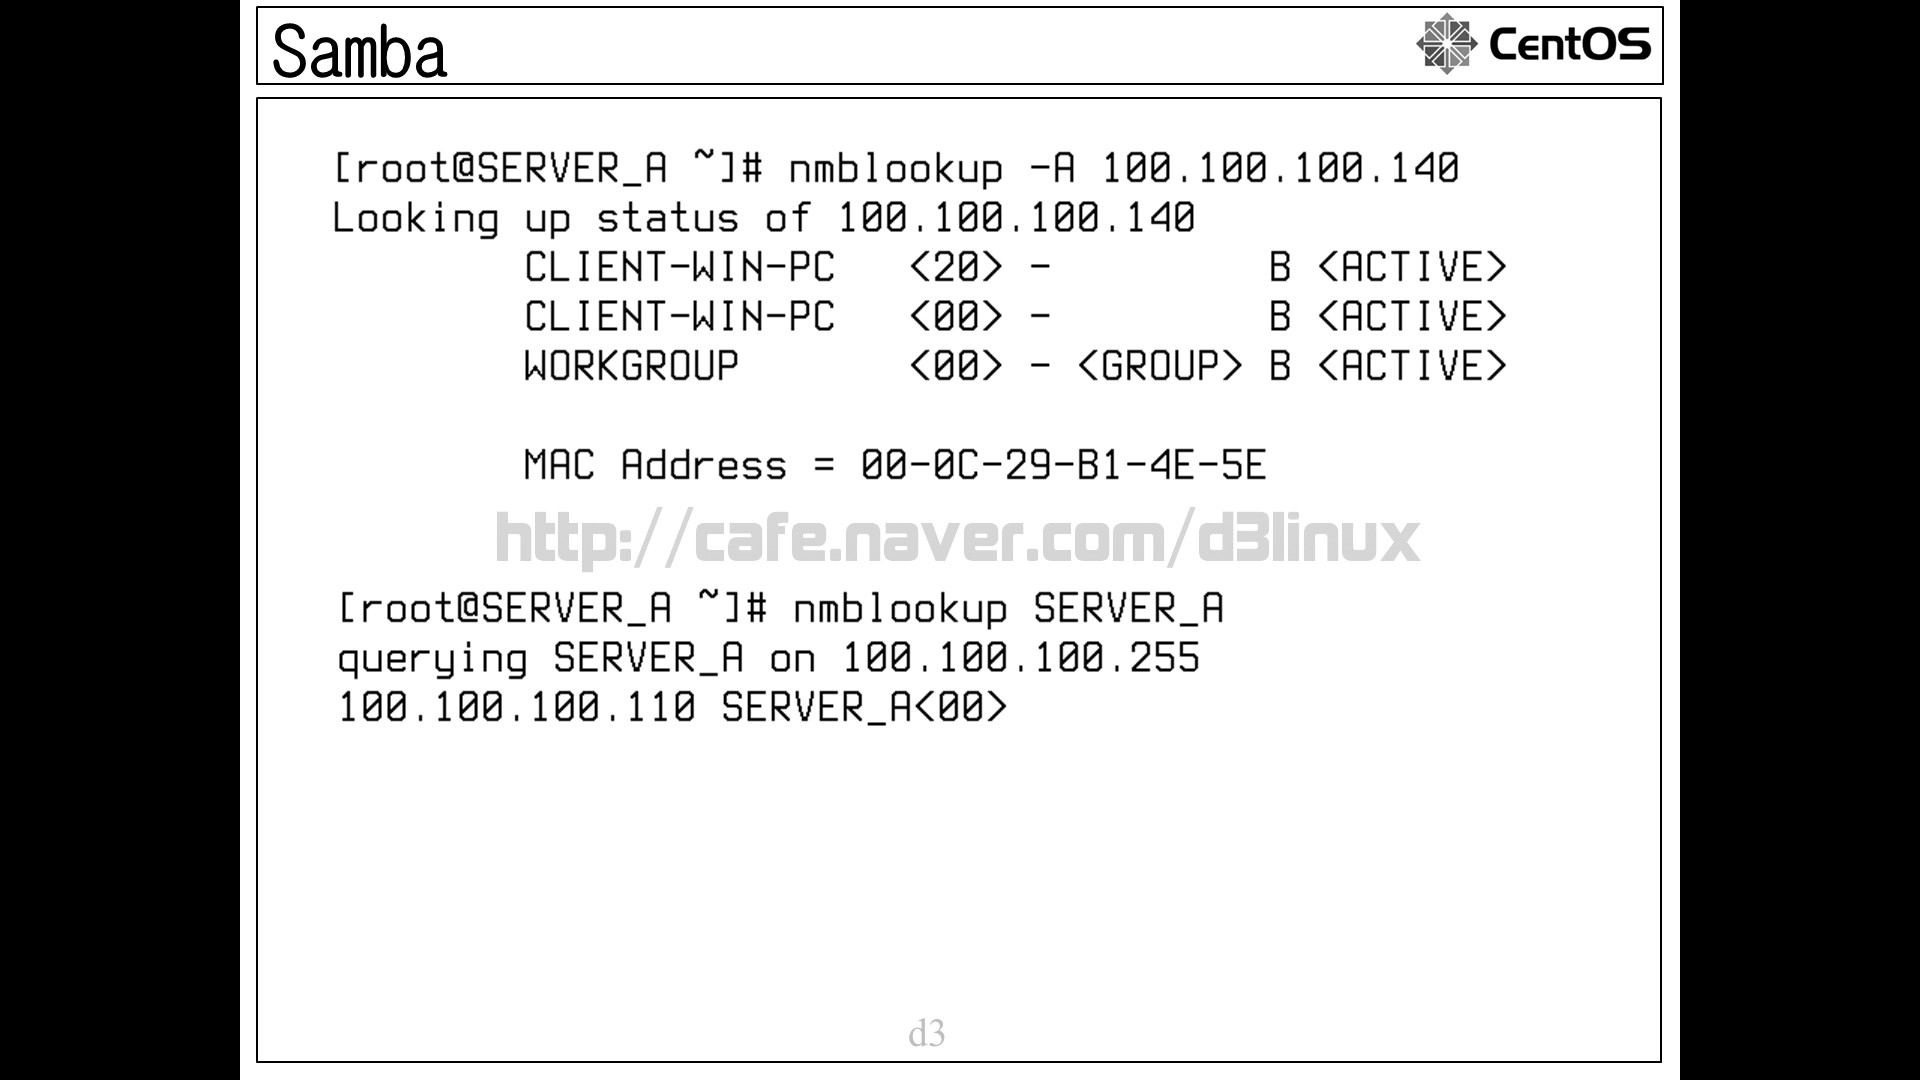 Samba
CentOS
[root@SERVER_A ~]# nmblookup -A 100.100.100.140
Looking up status of 100.100.100.140
CLIENT-WIN-PC <20> - B <ACTIVE>
CLIENT-WIN-PC <00> - B <ACTIVE>
WORKGROUP <00> - <GROUP> B <ACTIVE>
MAC Address = 00-0C-29-B1-4E-5E
http://cafe.naver.com/d3linux
[root@SERVER_A ~]# nmblookup SERVER_A
querying SERVER_A on 100.100.100.255
100.100.100.110 SERVER_A<00>
d3